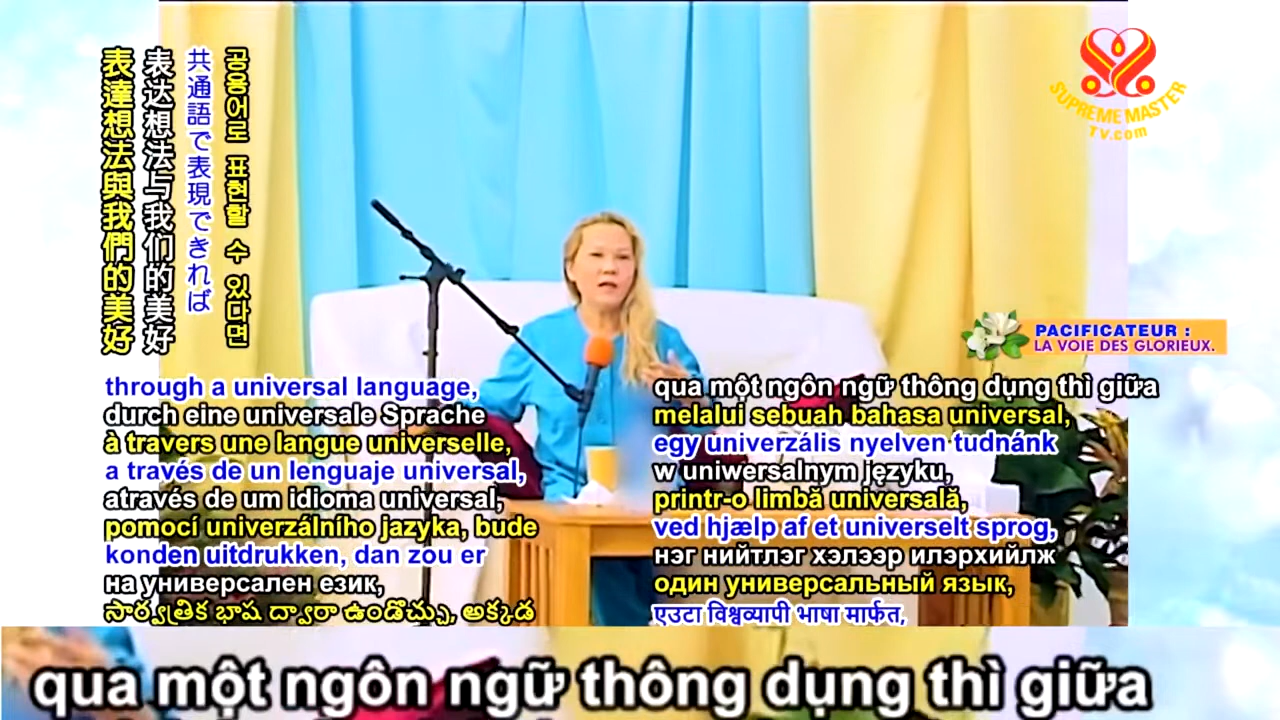 表達想法與我們的美好
表达想法与我们的美好
共通語で表現できれば
공용어로 표현할 수 있다면
SUPREME MASTER
TV.com
PACIFICATEUR :
LA VOIE DES GLORIEUX.
through a universal language,
durch eine universale Sprache
à travers une langue universelle,
a través de un lenguaje universal,
através de um idioma universal,
pomocí univerzálního jazyka, bude
konden uitdrukken, dan zou er
на универсален език,
సార్వత్రిక భాష ద్వారా ఉండొచ్చు, అక్కడ
qua một ngôn ngữ thông dụng thì giữa
melalui sebuah bahasa universal,
egy univerzális nyelven tudnánk
w uniwersalnym języku,
printr-o limbă universală,
ved hjælp af et universelt sprog,
нэг нийтлэг хэлээр илэрхийлж
один универсальный язык,
एउटा विश्वव्यापी भाषा मार्फत,
qua một ngôn ngữ thông dụng thì giữa